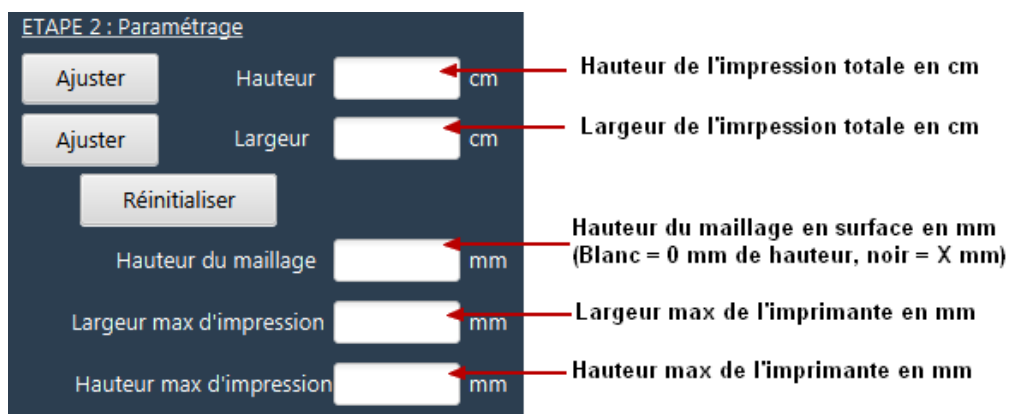 ETAPE 2 : Paramétrage
Ajuster Hauteur cm Hauteur de l'impression totale en cm
Ajuster Largeur cm Largeur de l'imrpession totale en cm
Réinitialiser
Hauteur du maillage mm Hauteur du maillage en surface en mm
(Blanc = 0 mm de hauteur, noir = X mm)
Largeur max d'impression mm Largeur max de l'imprimante en mm
Hauteur max d'impression mm Hauteur max de l'imprimante en mm